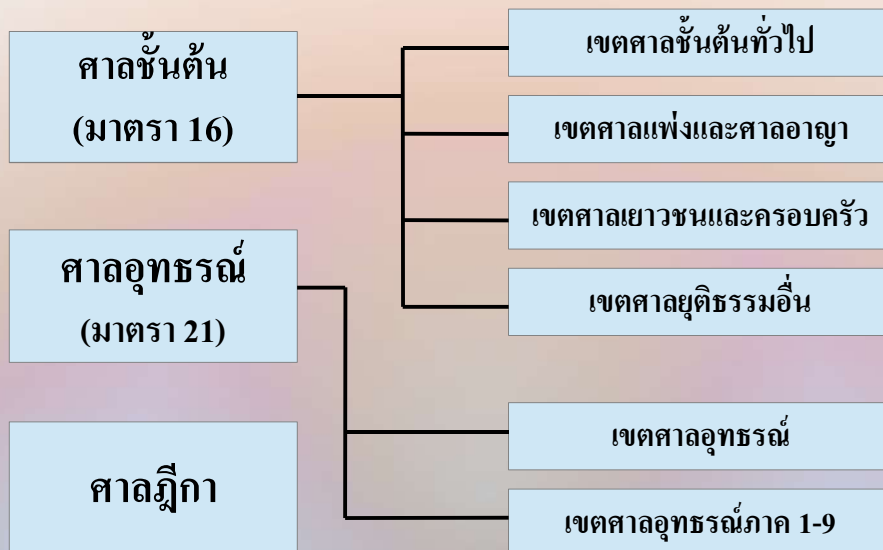 ศาลชั้นต้น
(มาตรา 16)
เขตศาลชั้นต้นทั่วไป
เขตศาลแพ่งและศาลอาญา
เขตศาลเยาวชนและครอบครัว
เขตศาลยุติธรรมอื่น
ศาลอุทธรณ์
(มาตรา 21)
เขตศาลอุทธรณ์
เขตศาลอุทธรณ์ภาค 1-9
ศาลฎีกา